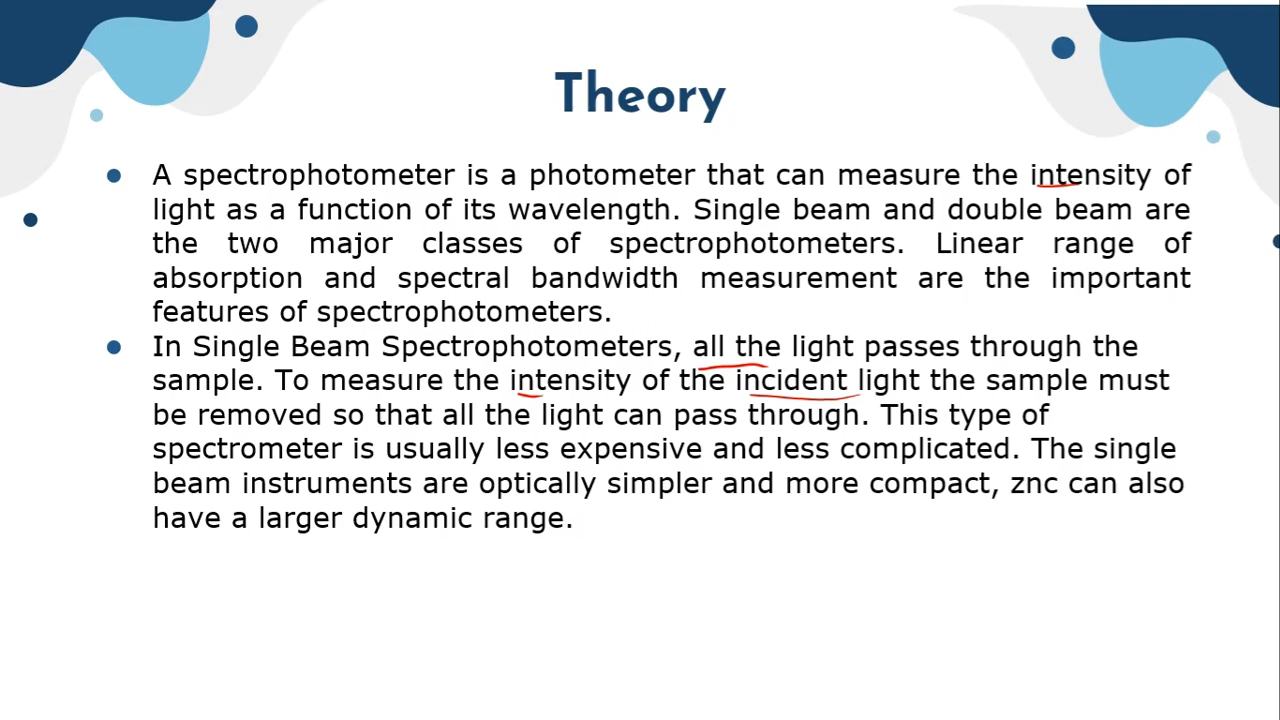 Theory
A spectrophotometer is a photometer that can measure the intensity of
light as a function of its wavelength. Single beam and double beam are
the two major classes of spectrophotometers. Linear range of
absorption and spectral bandwidth measurement are the important
features of spectrophotometers.
In Single Beam Spectrophotometers, all the light passes through the
sample. To measure the intensity of the incident light the sample must
be removed so that all the light can pass through. This type of
spectrometer is usually less expensive and less complicated. The single
beam instruments are optically simpler and more compact, znc can also
have a larger dynamic range.